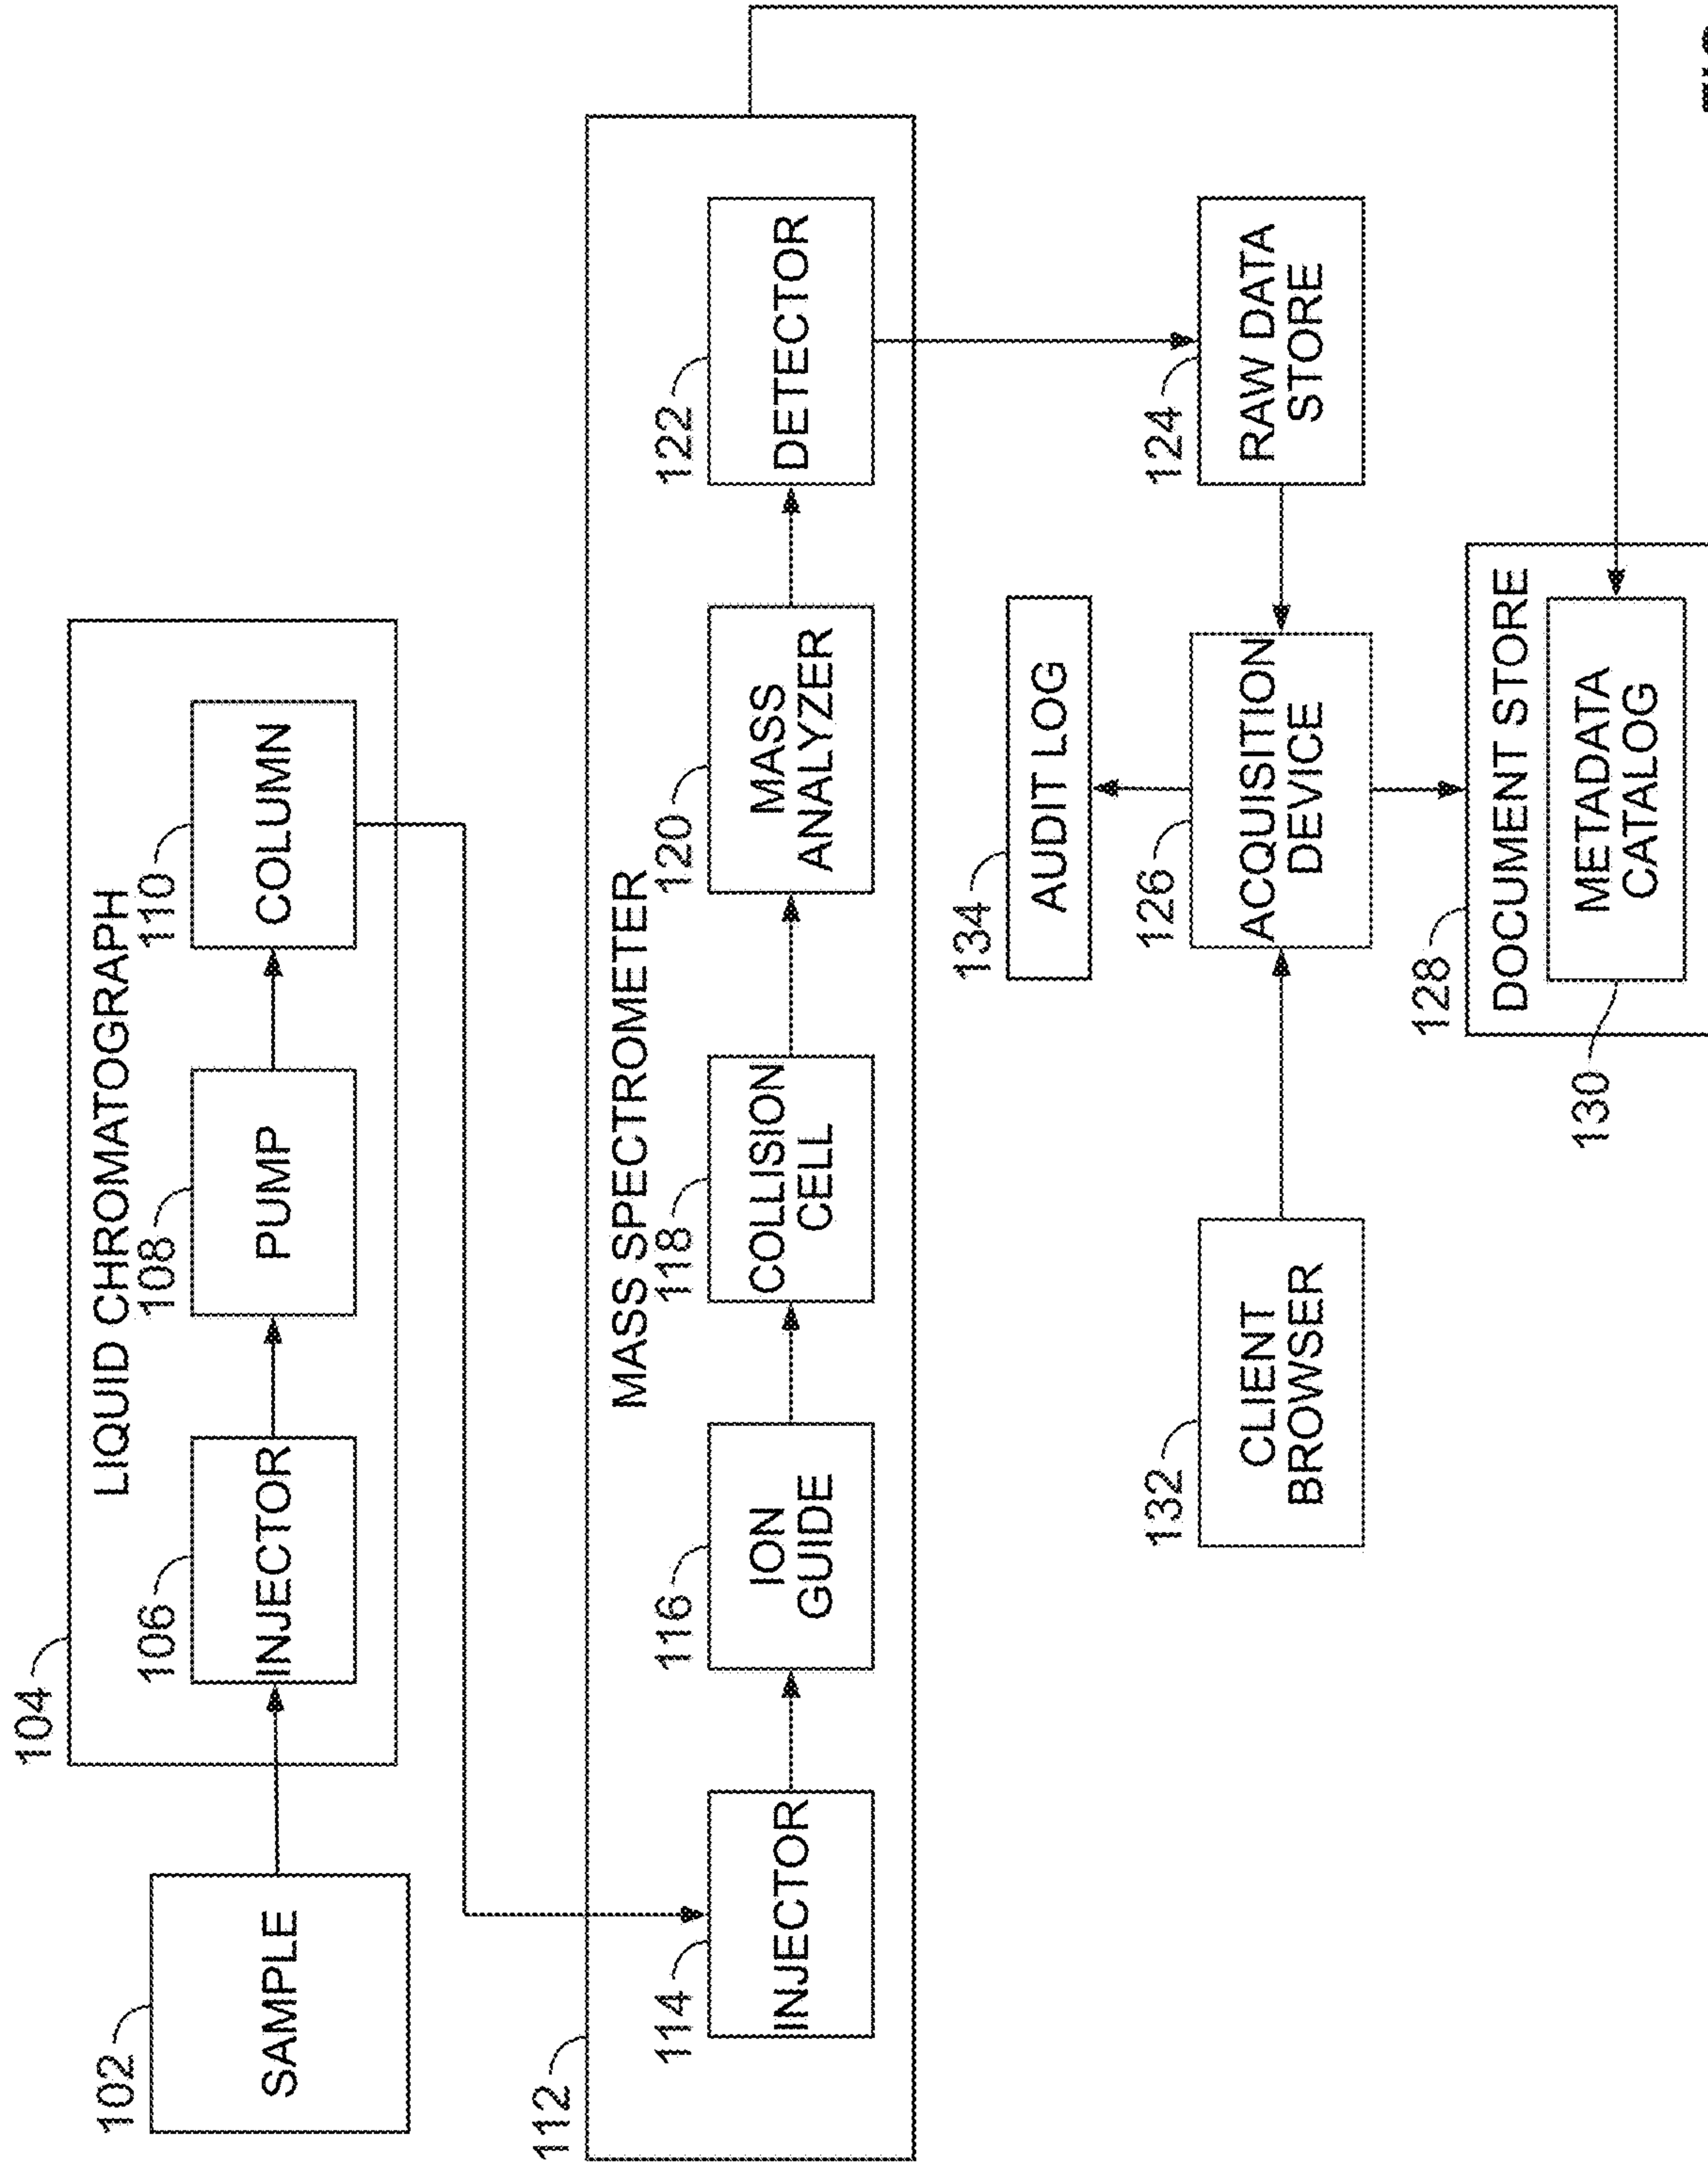 102
SAMPLE
104
LIQUID CHROMATOGRAPH
106
INJECTOR
108
PUMP
110
COLUMN
112
MASS SPECTROMETER
114
INJECTOR
116
ION
GUIDE
118
COLLISION
CELL
120
MASS
ANALYZER
122
DETECTOR
134
AUDIT LOG
132
CLIENT
BROWSER
126
ACQUISITION
DEVICE
124
RAW DATA
STORE
128
DOCUMENT STORE
130
METADATA
CATALOG